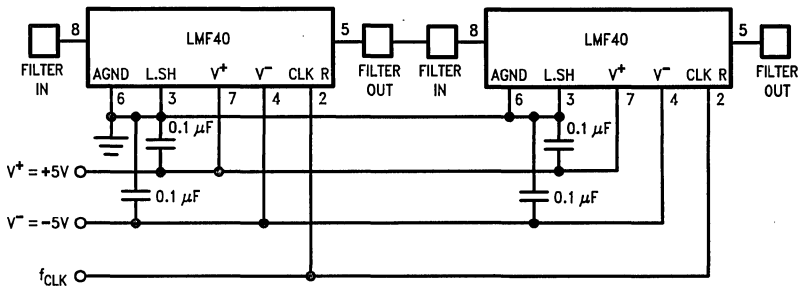 LMF40
LMF40
8
5
8
5
FILTER IN
AGND L.SH V+ V− CLK R
FILTER OUT
FILTER IN
AGND L.SH V+ V− CLK R
FILTER OUT
6 3 7 4 2
6 3 7 4 2
0.1 μF
0.1 μF
V+ = +5V
0.1 μF
0.1 μF
V− = −5V
fCLK